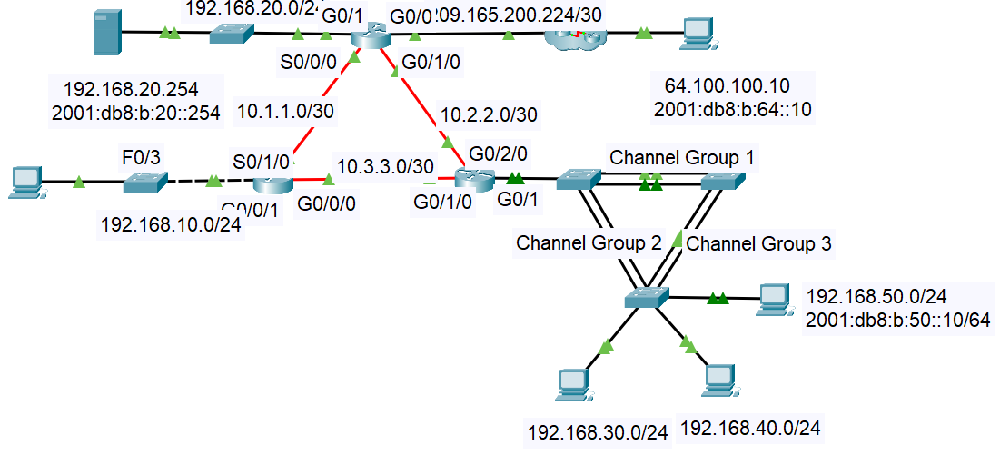 192.168.20.0/24
G0/1
G0/0
209.165.200.224/30
S0/0/0
G0/1/0
192.168.20.254
2001:db8:b:20::254
64.100.100.10
2001:db8:b:64::10
10.1.1.0/30
10.2.2.0/30
F0/3
S0/1/0
10.3.3.0/30
G0/2/0
Channel Group 1
G0/0/1
G0/0/0
G0/1/0
G0/1
192.168.10.0/24
Channel Group 2
Channel Group 3
192.168.50.0/24
2001:db8:b:50::10/64
192.168.30.0/24
192.168.40.0/24